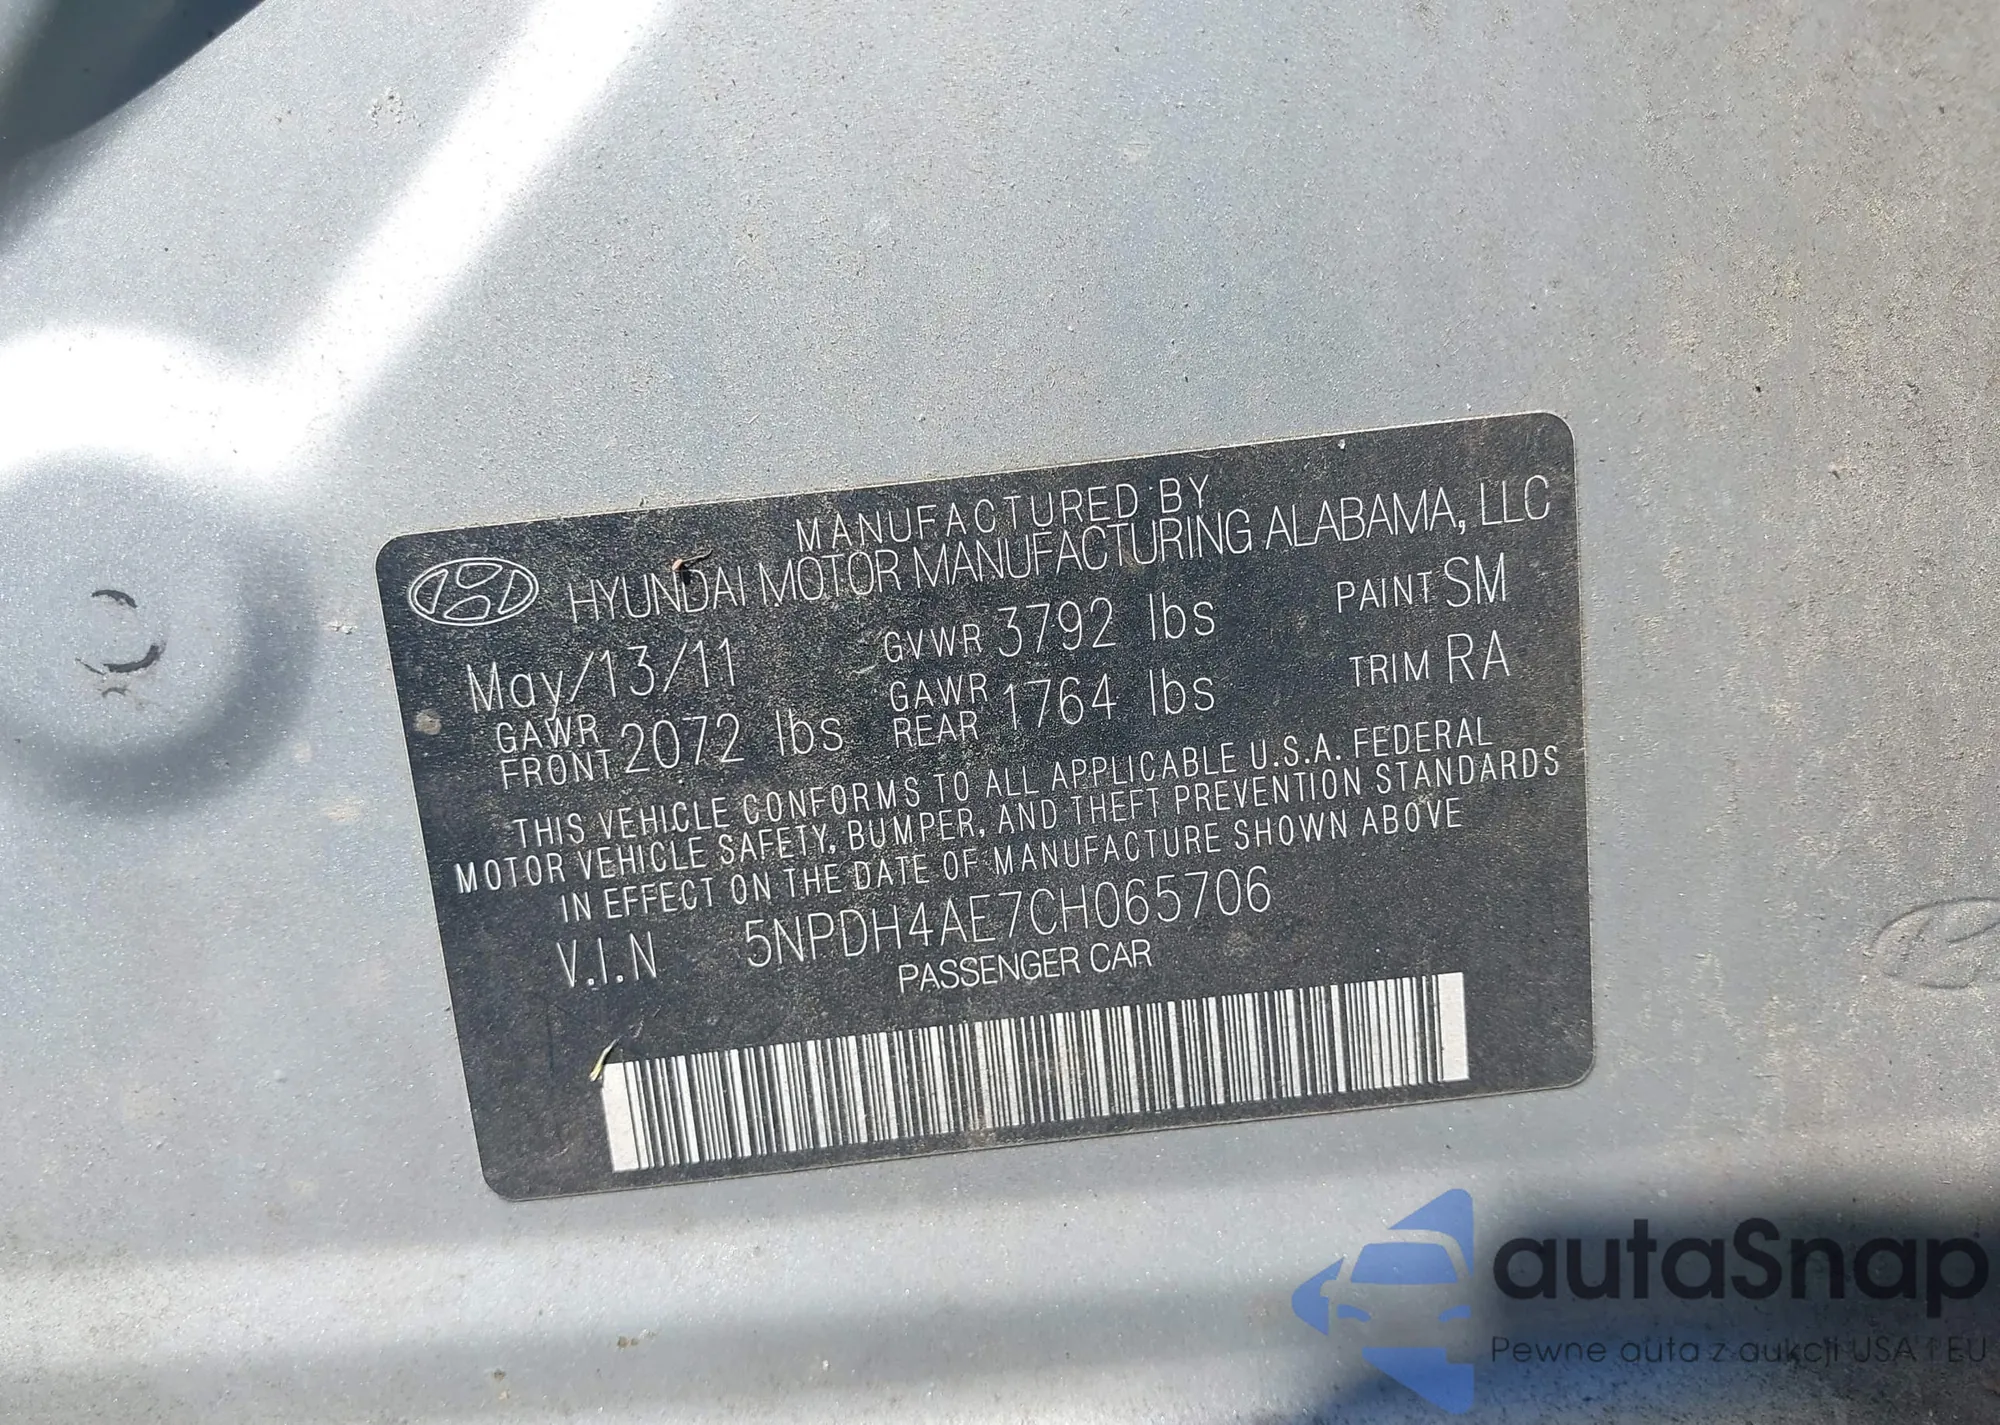 MANUFACTURED BY
HYUNDAI MOTOR MANUFACTURING ALABAMA, LLC
May/13/11 GVWR 3792 lbs PAINT SM
GAWR FRONT 2072 lbs GAWR REAR 1764 lbs TRIM RA
THIS VEHICLE CONFORMS TO ALL APPLICABLE U.S.A. FEDERAL
MOTOR VEHICLE SAFETY, BUMPER, AND THEFT PREVENTION STANDARDS
IN EFFECT ON THE DATE OF MANUFACTURE SHOWN ABOVE
V.I.N 5NPDH4AE7CH065706
PASSENGER CAR
autaSnap
Pewne auta z aukcji USA i EU